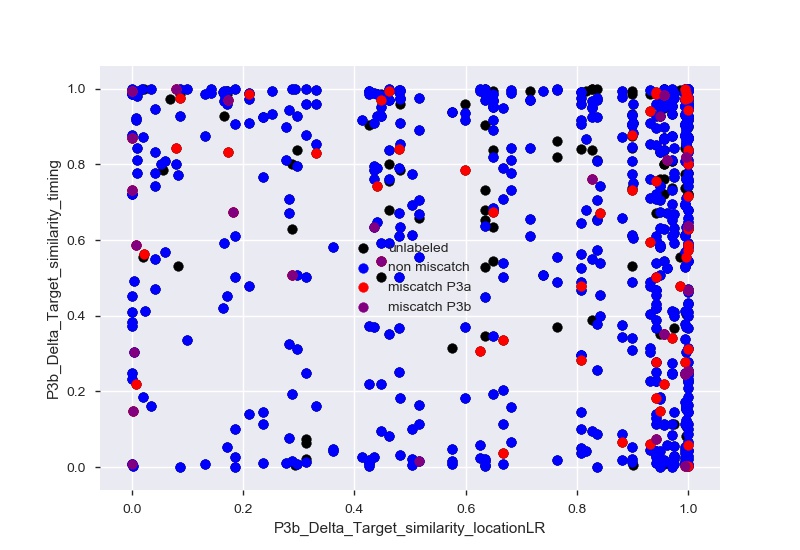 1.0
0.8
0.6
0.4
0.2
0.0
P3b_Delta_Target_similarity_timing
unlabeled
non miscatch
miscatch P3a
miscatch P3b
0.0 0.2 0.4 0.6 0.8 1.0
P3b_Delta_Target_similarity_locationLR